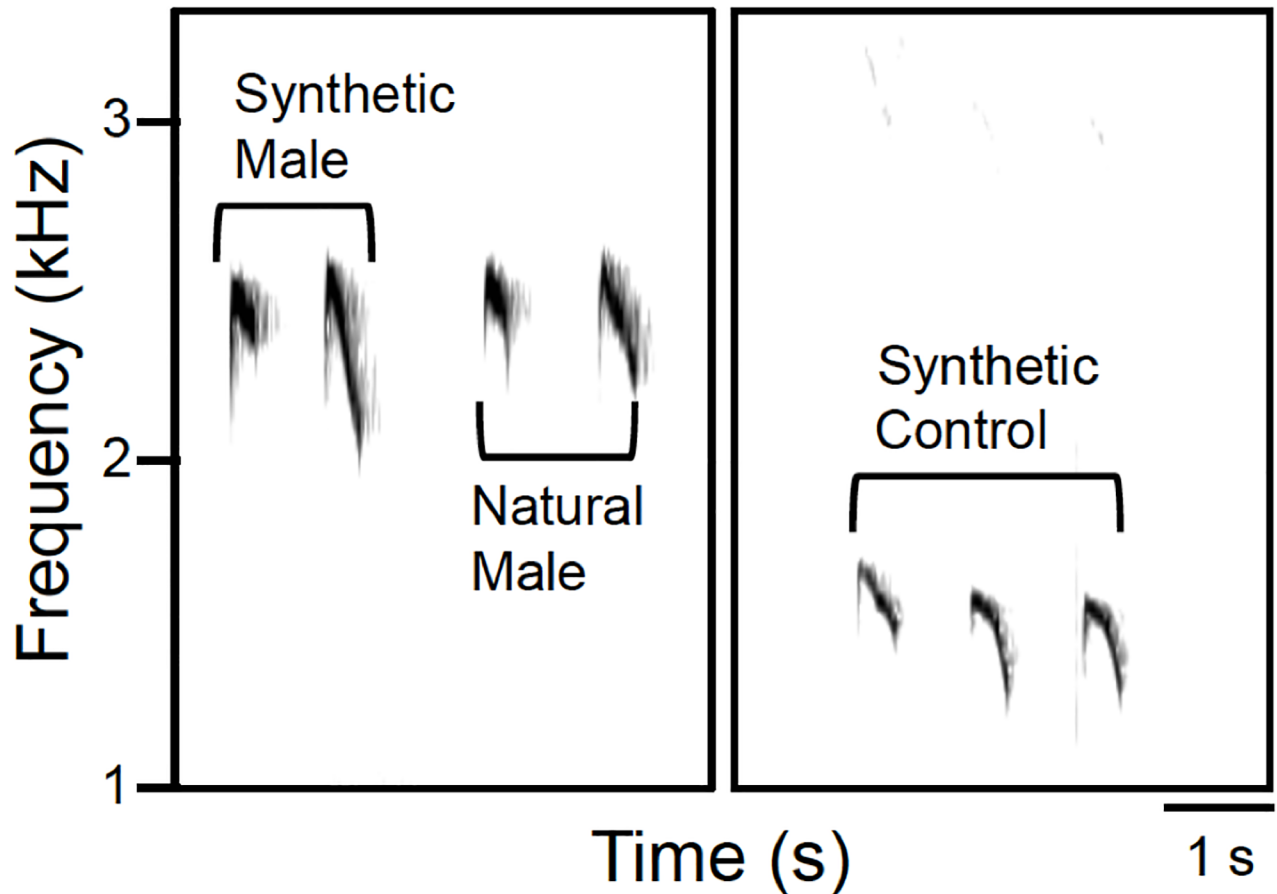 Frequency (kHz)
3
2
1
Synthetic
Male
Natural
Male
Synthetic
Control
Time (s)
1 s